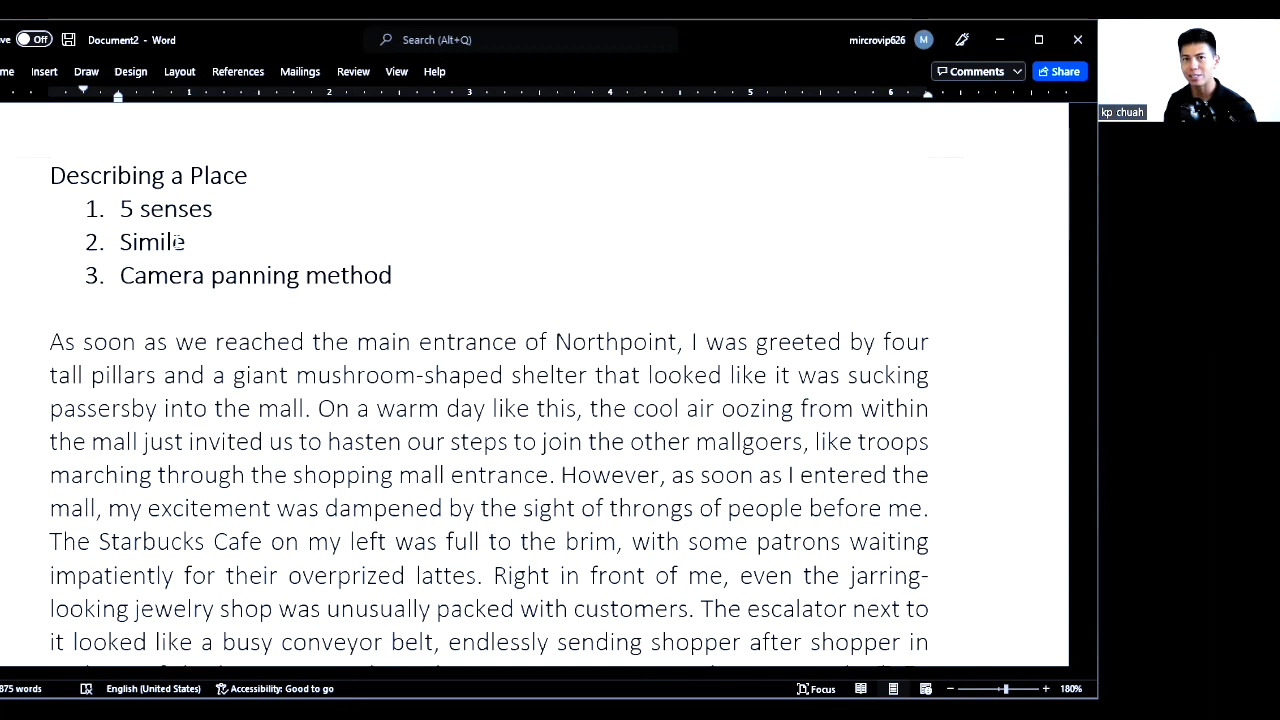 Off
Document2 - Word
Search (Alt+Q)
mircrovip626
M
Insert Draw Design Layout References Mailings Review View Help
Comments
Share
kp chuah
1 2 3 4 5 6
Describing a Place
1. 5 senses
2. Simile
3. Camera panning method
As soon as we reached the main entrance of Northpoint, I was greeted by four
tall pillars and a giant mushroom-shaped shelter that looked like it was sucking
passersby into the mall. On a warm day like this, the cool air oozing from within
the mall just invited us to hasten our steps to join the other mallgoers, like troops
marching through the shopping mall entrance. However, as soon as I entered the
mall, my excitement was dampened by the sight of throngs of people before me.
The Starbucks Cafe on my left was full to the brim, with some patrons waiting
impatiently for their overprized lattes. Right in front of me, even the jarring-
looking jewelry shop was unusually packed with customers. The escalator next to
it looked like a busy conveyor belt, endlessly sending shopper after shopper in
875 words
English (United States)
Accessibility: Good to go
Focus
180%